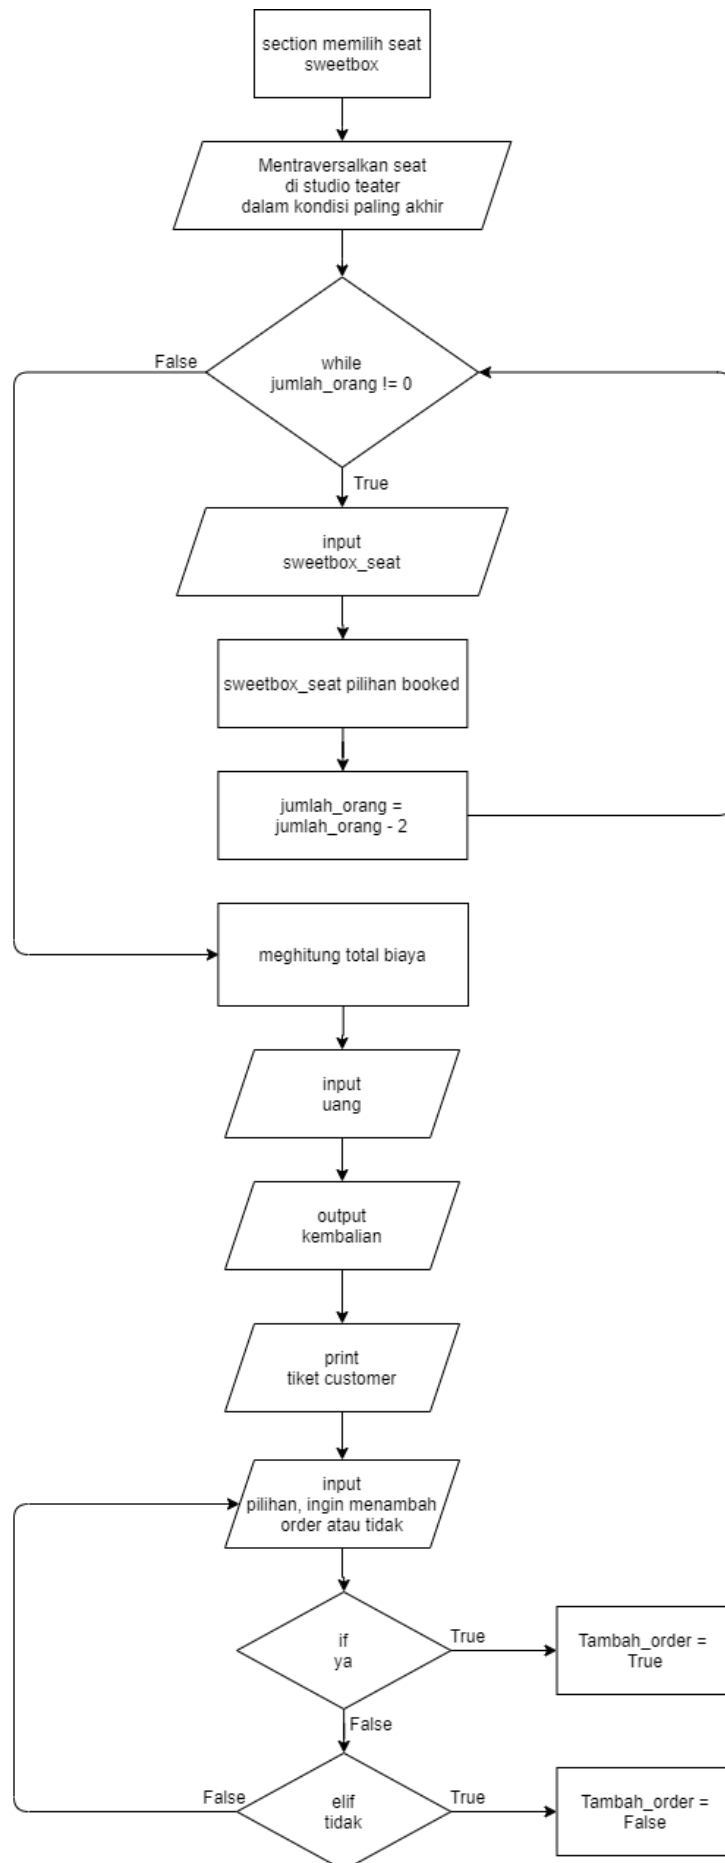 section memilih seat
sweetbox
Mentraversalkan seat
di studio teater
dalam kondisi paling akhir
False
while
jumlah_orang != 0
True
input
sweetbox_seat
sweetbox_seat pilihan booked
jumlah_orang =
jumlah_orang - 2
meghitung total biaya
input
uang
output
kembalian
print
tiket customer
input
pilihan, ingin menambah
order atau tidak
if
ya
True
Tambah_order =
True
False
False
elif
tidak
True
Tambah_order =
False